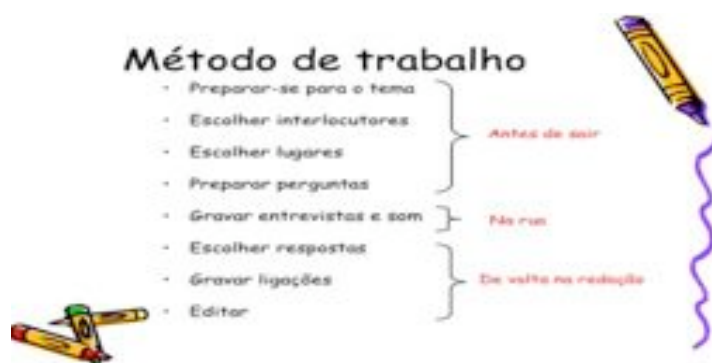 Método de trabalho
· Preparar-se para o tema
· Escolher interlocutores
· Escolher lugares
· Preparar perguntas
Antes de sair
· Gravar entrevistas e som
Na rua
· Escolher respostas
· Gravar ligações
· Editar
De volta na redação